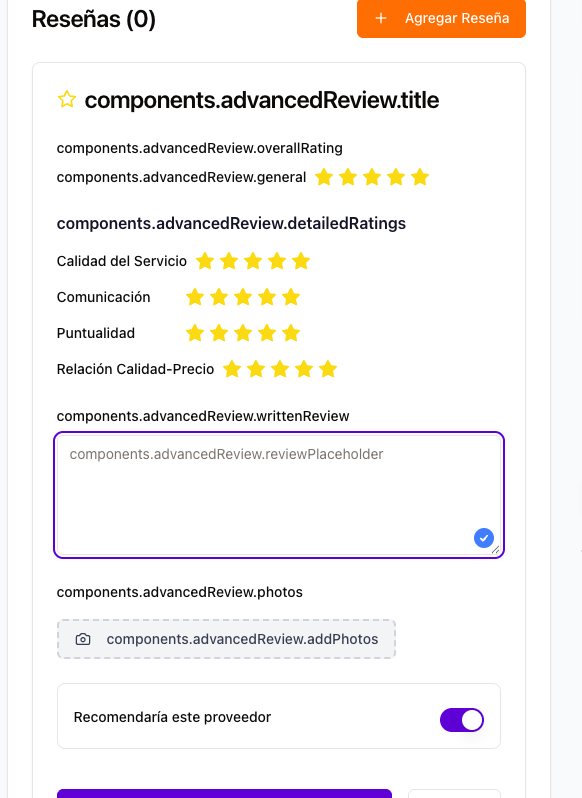 Reseñas (0)
Agregar Reseña
components.advancedReview.title
components.advancedReview.overallRating
components.advancedReview.general
components.advancedReview.detailedRatings
Calidad del Servicio
Comunicación
Puntualidad
Relación Calidad-Precio
components.advancedReview.writtenReview
components.advancedReview.reviewPlaceholder
components.advancedReview.photos
components.advancedReview.addPhotos
Recomendaría este proveedor